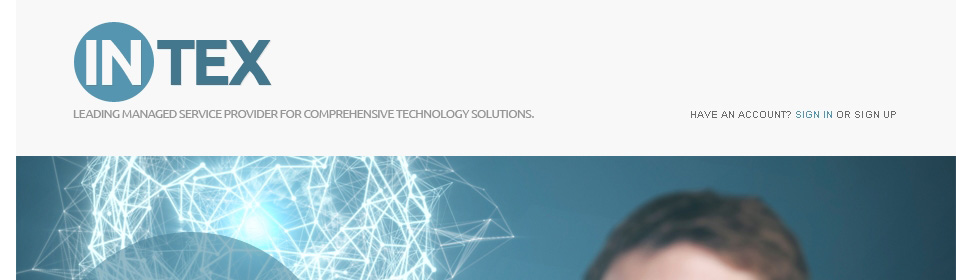 INTEX
LEADING MANAGED SERVICE PROVIDER FOR COMPREHENSIVE TECHNOLOGY SOLUTIONS.
HAVE AN ACCOUNT? SIGN IN OR SIGN UP